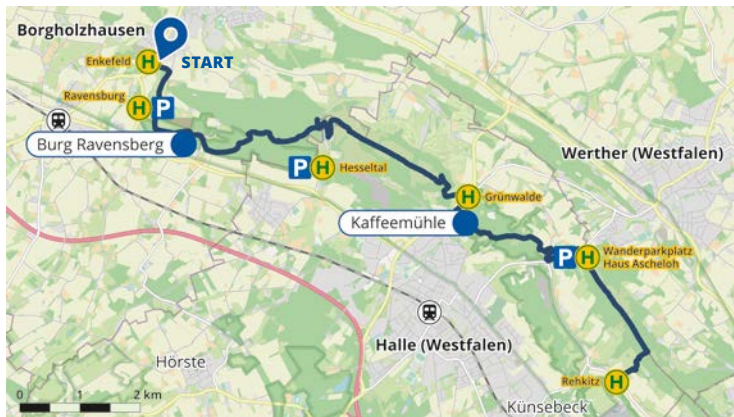 Borgholzhausen
START
Enkefeld H
Ravensburg H P
Burg Ravensberg
P H Hesseltal
Werther (Westfalen)
H Grünwalde
Kaffeemühle
P H Wanderparkplatz
Haus Ascheloh
Halle (Westfalen)
Hörste
Rehkitz H
0 1 2 km
Künsebeck